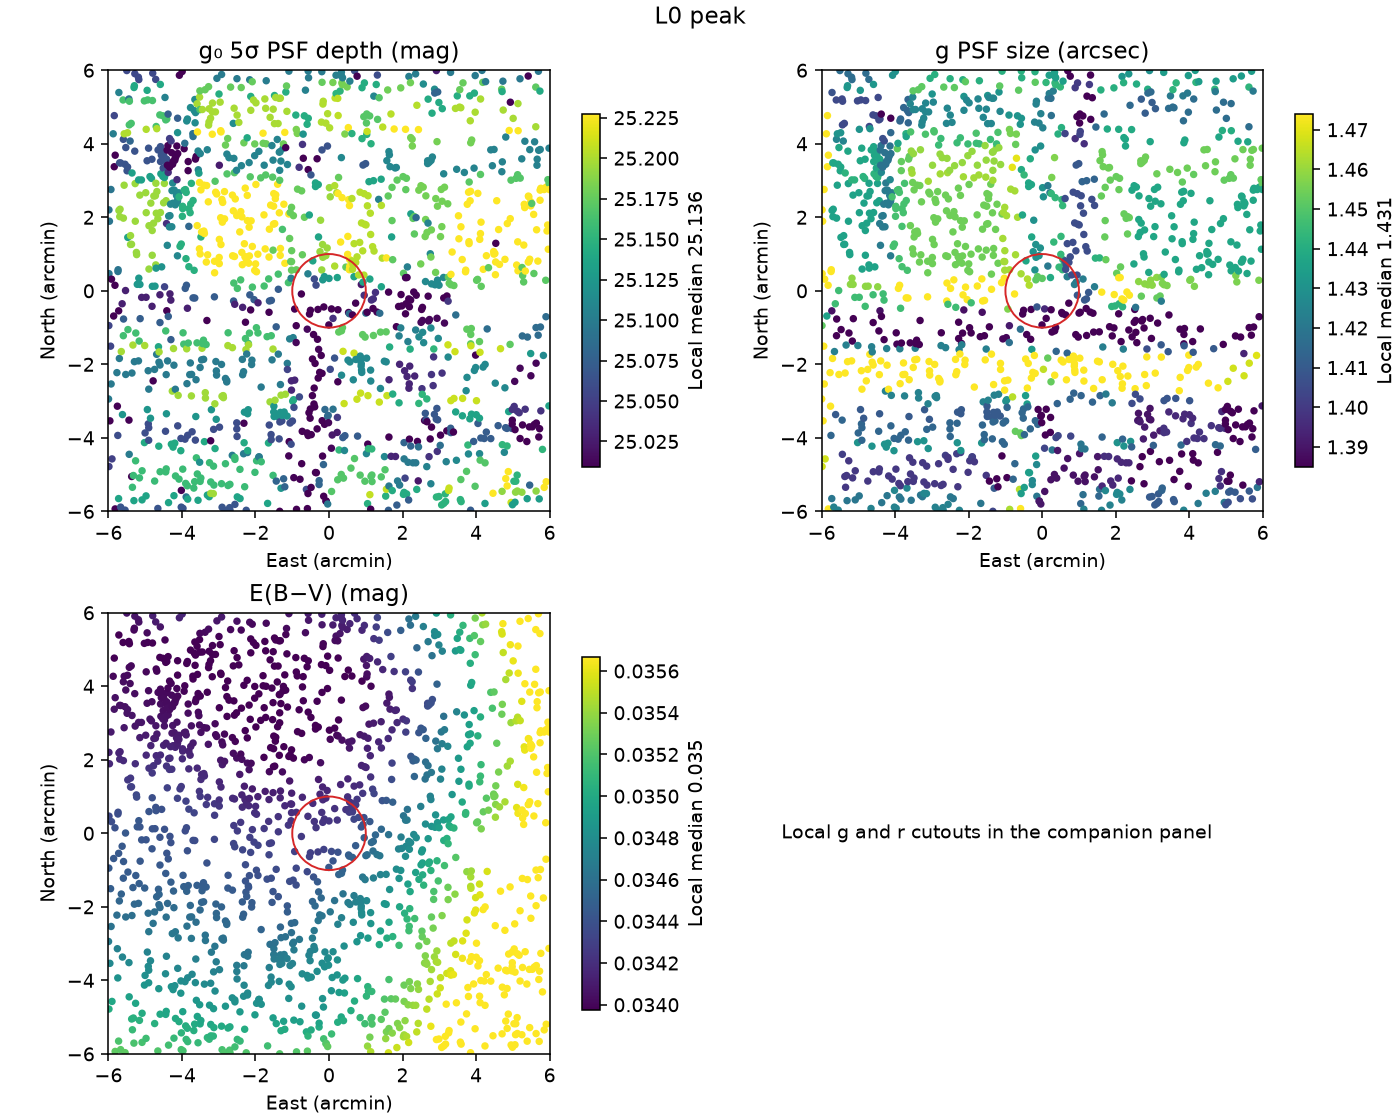 L0 peak
g₀ 5σ PSF depth (mag)
6
4
2
0
−2
−4
−6
−6 −4 −2 0 2 4 6
East (arcmin)
North (arcmin)
25.225
25.200
25.175
25.150
25.125
25.100
25.075
25.050
25.025
Local median 25.136
g PSF size (arcsec)
6
4
2
0
−2
−4
−6
−6 −4 −2 0 2 4 6
East (arcmin)
North (arcmin)
1.47
1.46
1.45
1.44
1.43
1.42
1.41
1.40
1.39
Local median 1.431
E(B−V) (mag)
6
4
2
0
−2
−4
−6
−6 −4 −2 0 2 4 6
East (arcmin)
North (arcmin)
0.0356
0.0354
0.0352
0.0350
0.0348
0.0346
0.0344
0.0342
0.0340
Local median 0.035
Local g and r cutouts in the companion panel